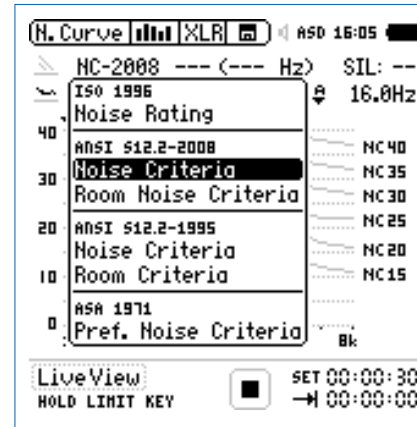 N. Curve XLR ASD 16:05
NC-2008 --- (--- Hz) SIL: --
ISO 1996
Noise Rating
16.0Hz
ANSI S12.2-2008
Noise Criteria
Room Noise Criteria
ANSI S12.2-1995
Noise Criteria
Room Criteria
ASA 1971
Pref. Noise Criteria
40
30
20
10
0
NC40
NC35
NC30
NC25
NC20
NC15
8k
Live View
HOLD LIMIT KEY
SET 00:00:30
00:00:00